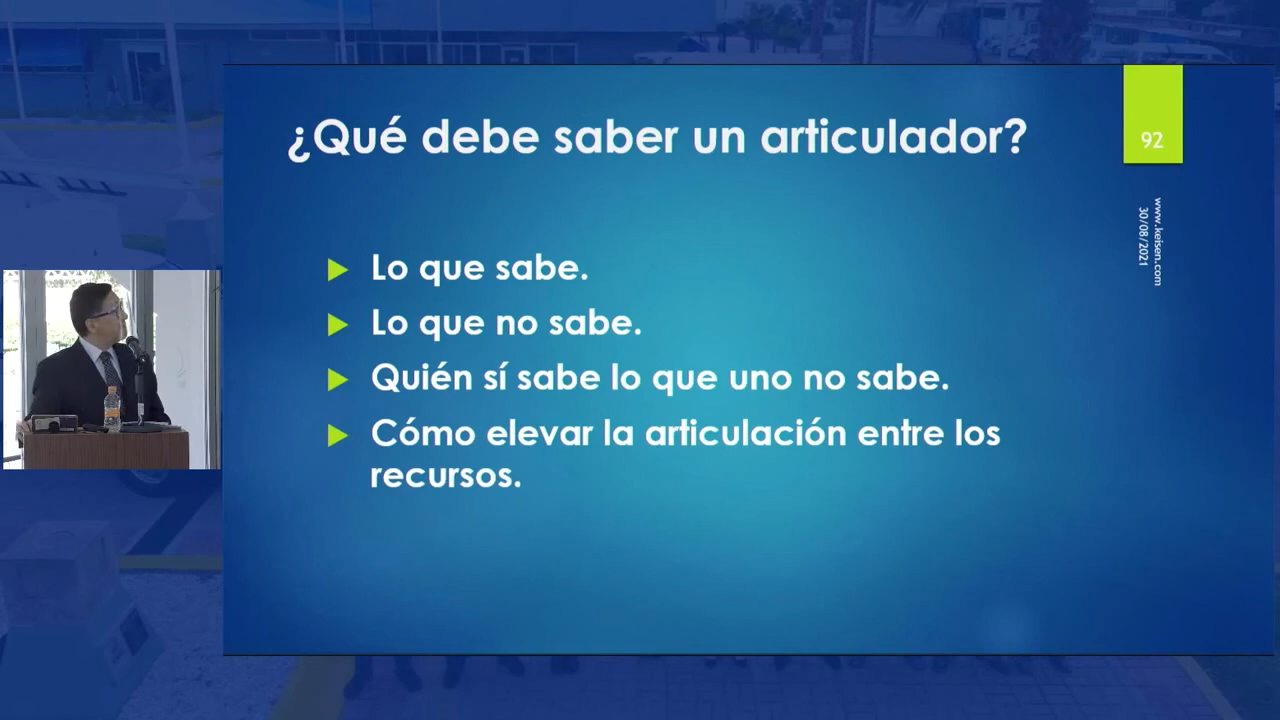 ¿Qué debe saber un articulador?
92
www.keisen.com
30/08/2021
Lo que sabe.
Lo que no sabe.
Quién sí sabe lo que uno no sabe.
Cómo elevar la articulación entre los
recursos.